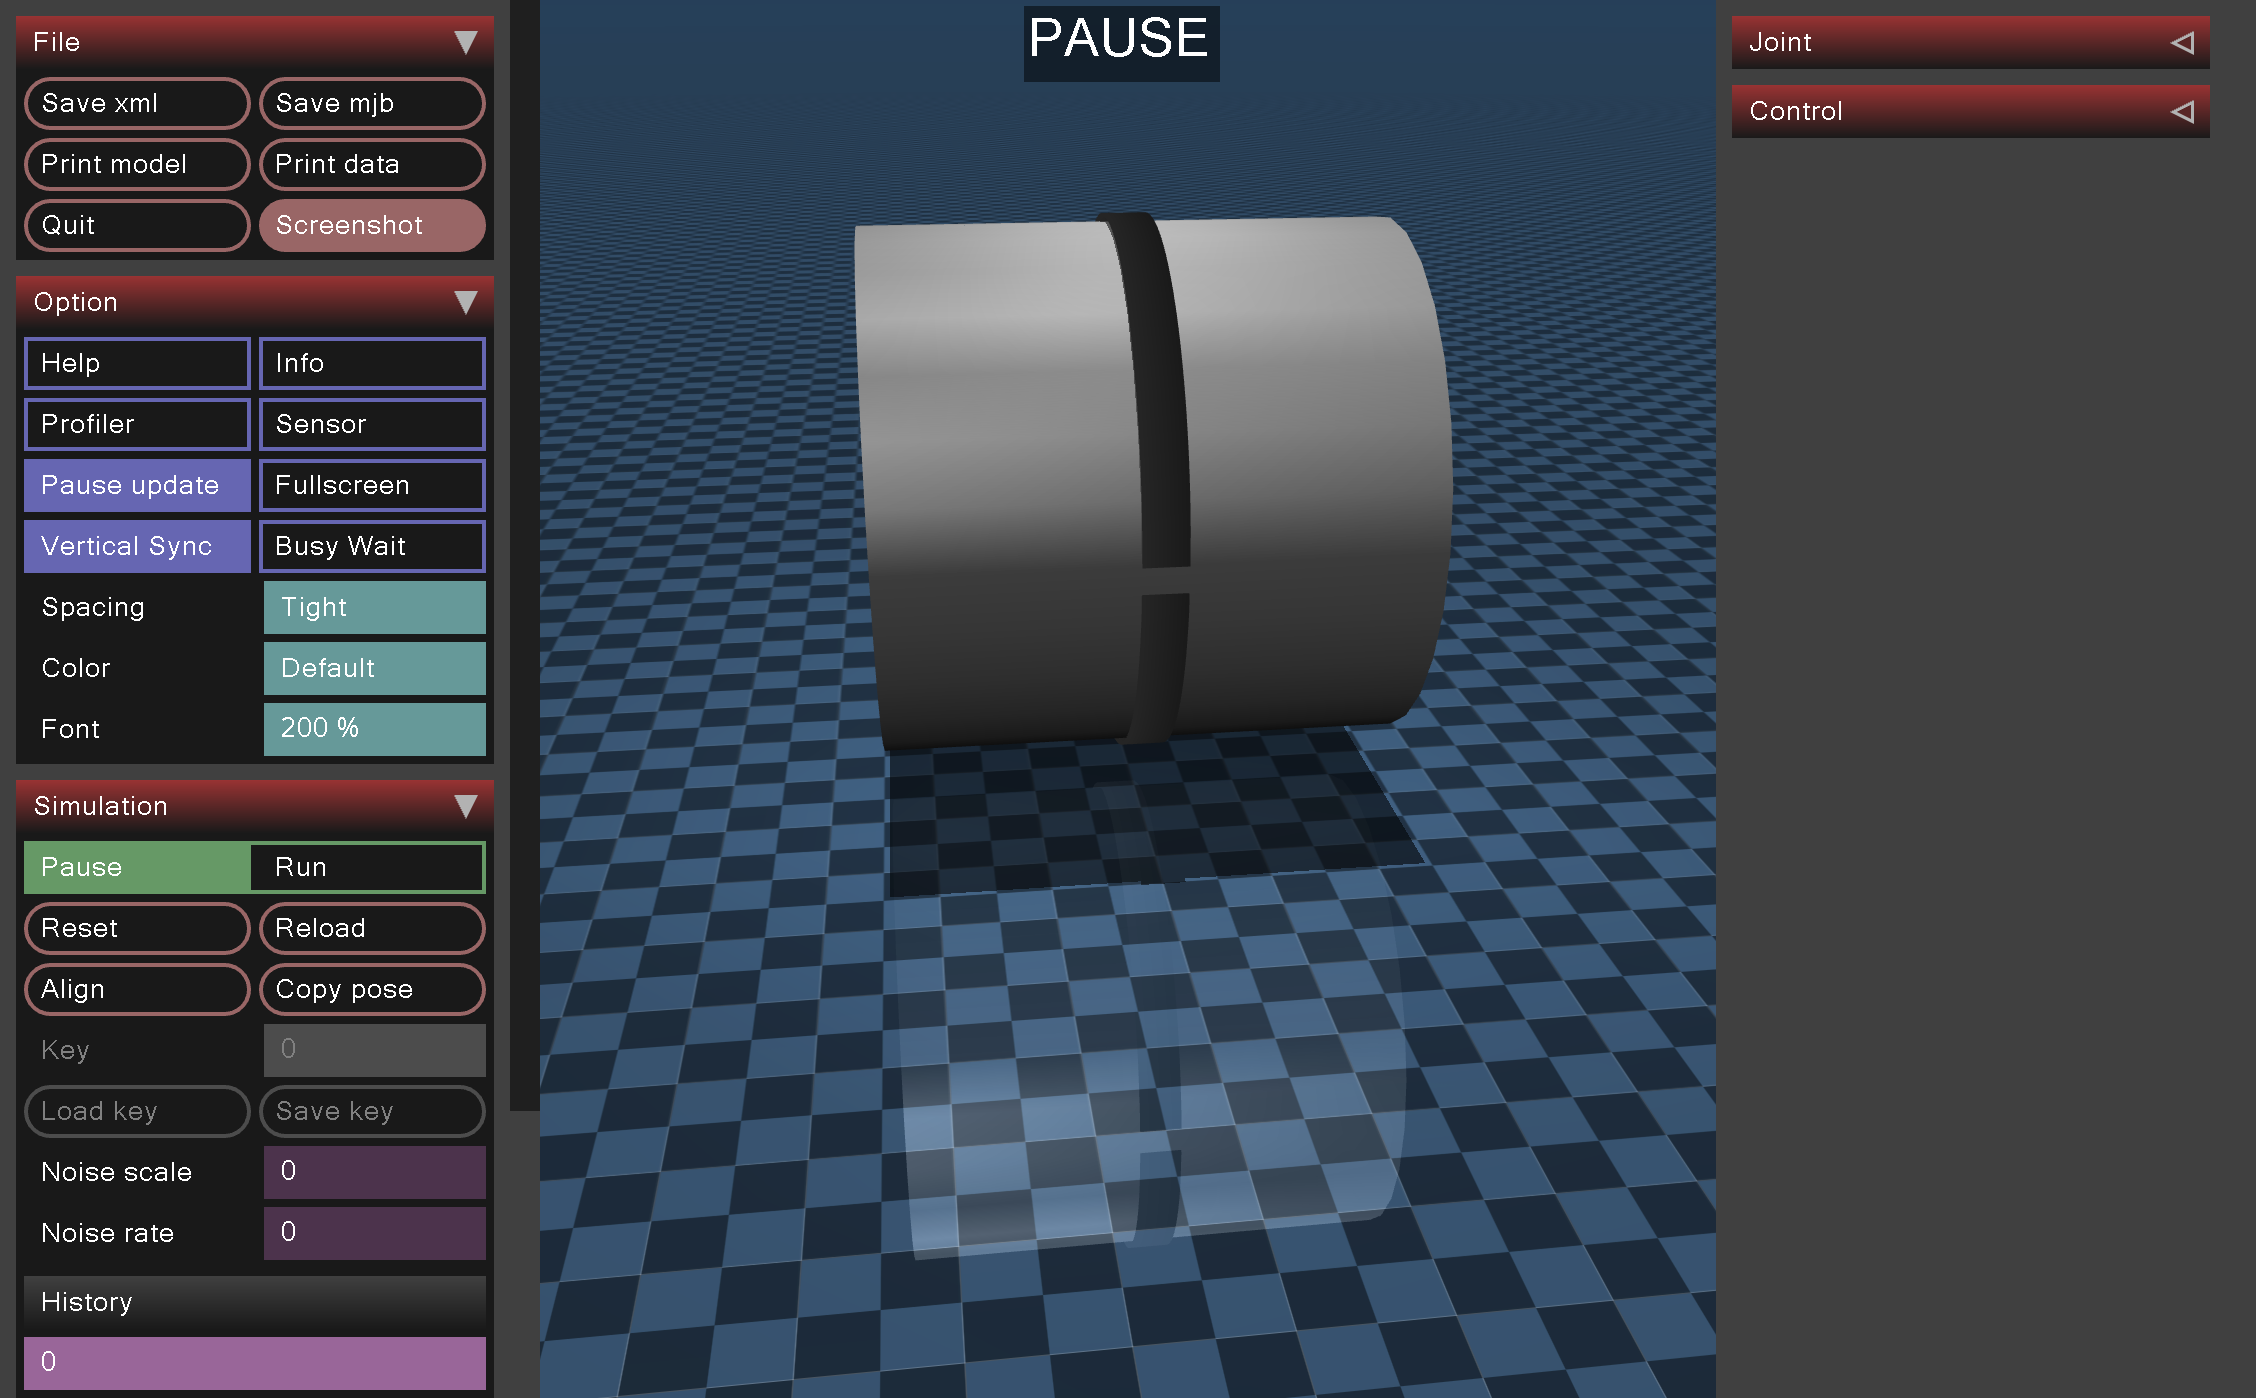 File
Save xml
Save mjb
Print model
Print data
Quit
Screenshot
Option
Help
Info
Profiler
Sensor
Pause update
Fullscreen
Vertical Sync
Busy Wait
Spacing
Tight
Color
Default
Font
200 %
Simulation
Pause
Run
Reset
Reload
Align
Copy pose
Key
0
Load key
Save key
Noise scale
0
Noise rate
0
History
0
PAUSE
Joint
Control